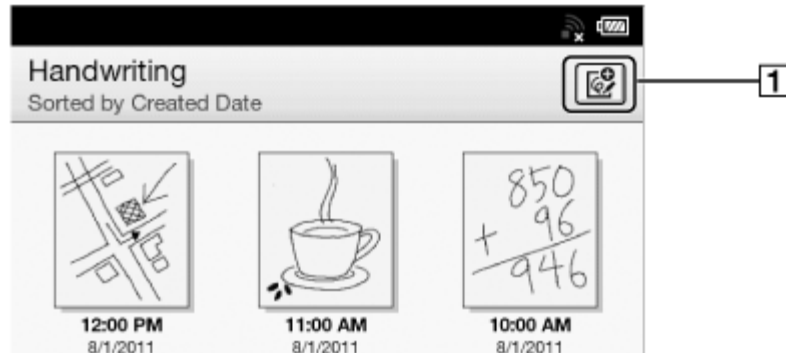 Handwriting
Sorted by Created Date
1
850
+ 96
946
12:00 PM
11:00 AM
10:00 AM
8/1/2011
8/1/2011
8/1/2011